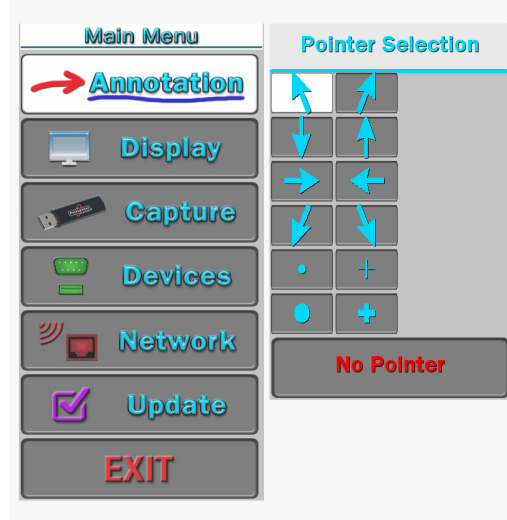 Main Menu
Annotation
Display
Capture
Devices
Network
Update
EXIT
Pointer Selection
No Pointer